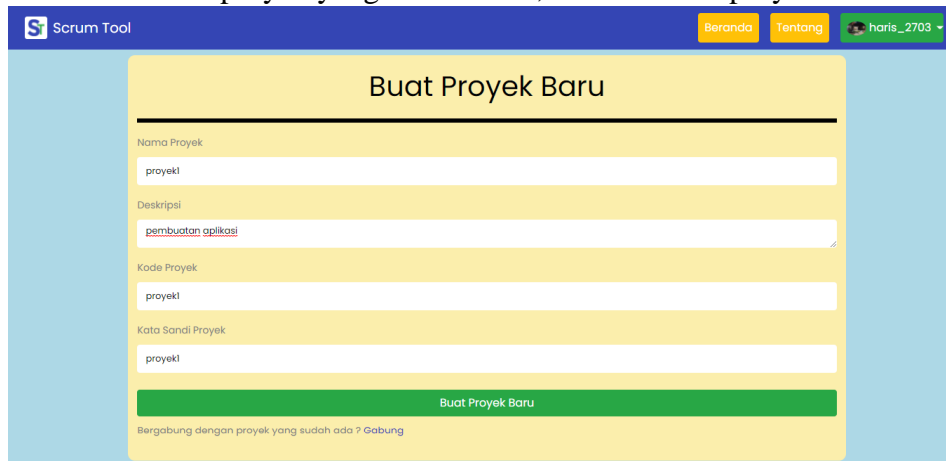 Scrum Tool
Beranda
Tentang
haris_2703
Buat Proyek Baru
Nama Proyek
proyek1
Deskripsi
pembuatan aplikasi
Kode Proyek
proyek1
Kata Sandi Proyek
proyek1
Buat Proyek Baru
Bergabung dengan proyek yang sudah ada ? Gabung